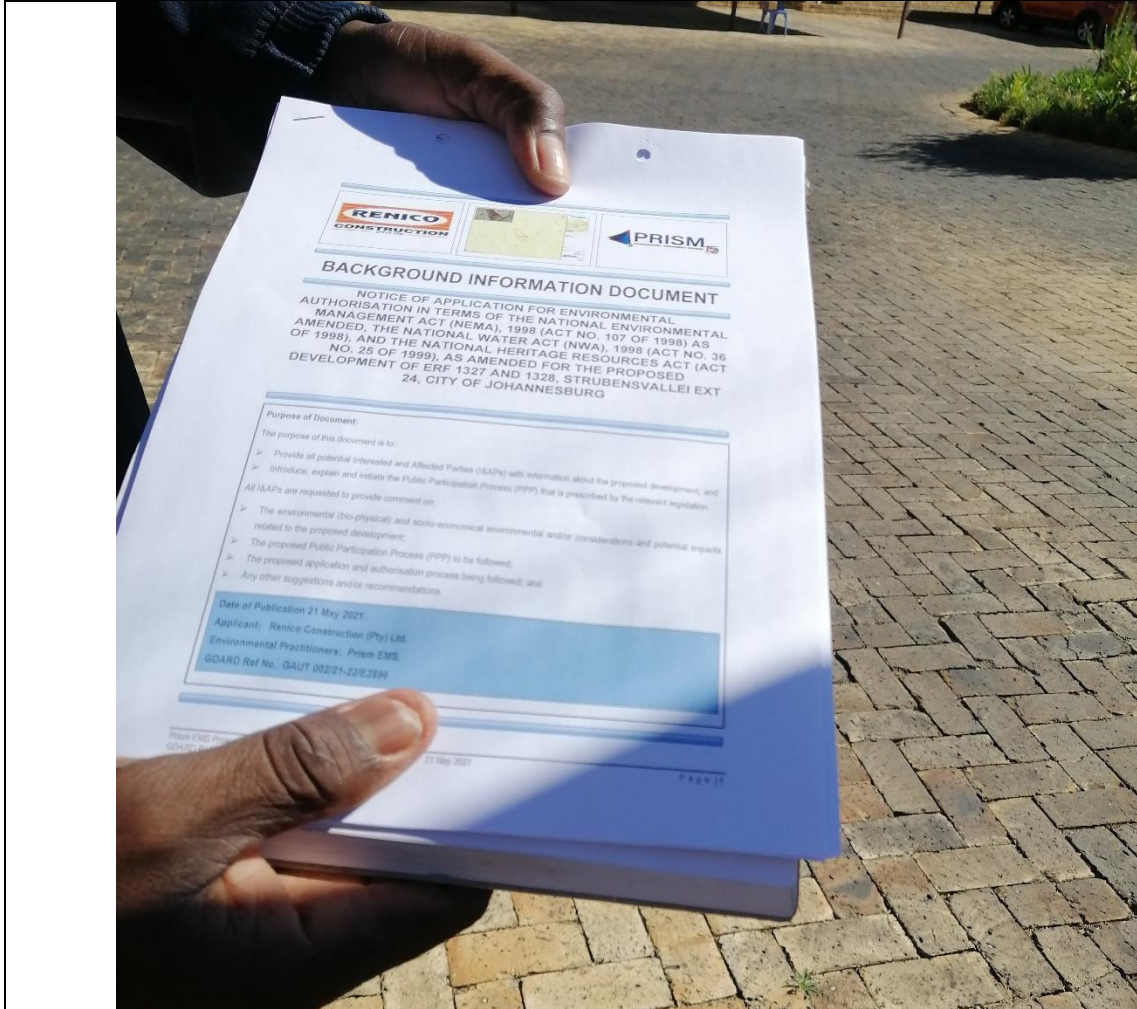 RENICO
CONSTRUCTION
PRISM
BACKGROUND INFORMATION DOCUMENT
NOTICE OF APPLICATION FOR ENVIRONMENTAL
AUTHORISATION IN TERMS OF THE NATIONAL ENVIRONMENTAL
MANAGEMENT ACT (NEMA), 1998 (ACT NO. 107 OF 1998) AS
AMENDED, THE NATIONAL WATER ACT (NWA), 1998 (ACT NO. 36
OF 1998), AND THE NATIONAL HERITAGE RESOURCES ACT (ACT
NO. 25 OF 1999), AS AMENDED FOR THE PROPOSED
DEVELOPMENT OF ERF 1327 AND 1328, STRUBENSVALLEI EXT
24, CITY OF JOHANNESBURG
Purpose of Document:
The purpose of this document is to:
➢ Provide all potential Interested and Affected Parties (I&APs) with information about the proposed development; and
➢ Introduce, explain and initiate the Public Participation Process (PPP) that is prescribed by the relevant legislation.
All I&APs are requested to provide comment on:
➢ The environmental (bio-physical) and socio-economical environmental and/or considerations and potential impacts
related to the proposed development;
➢ The proposed Public Participation Process (PPP) to be followed;
➢ The proposed application and authorisation process being followed; and
➢ Any other suggestions and/or recommendations.
Date of Publication 21 May 2021
Applicant: Renico Construction (Pty) Ltd.
Environmental Practitioners: Prism EMS,
GDARD Ref No. GAUT 002/21-22/E2898
Prism EMS
GDARD
21 May 2021
Page |1